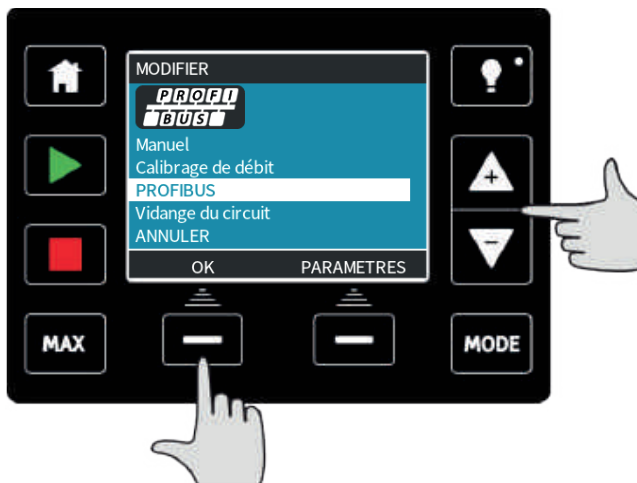 MODIFIER
PROFI
BUS
Manuel
Calibrage de débit
PROFIBUS
Vidange du circuit
ANNULER
OK PARAMETRES
+
-
MAX
MODE